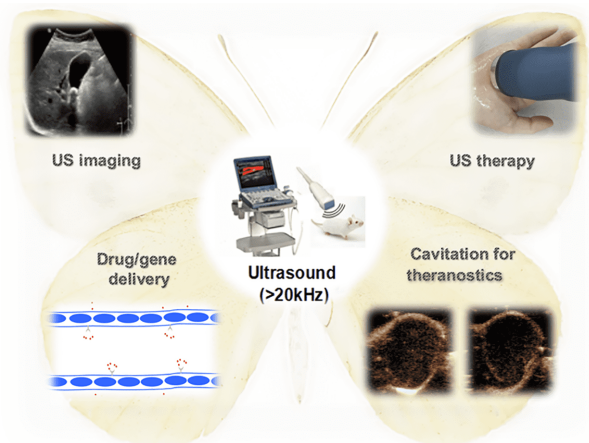 US imaging
US therapy
Drug/gene
delivery
Ultrasound
(>20kHz)
Cavitation for
theranostics